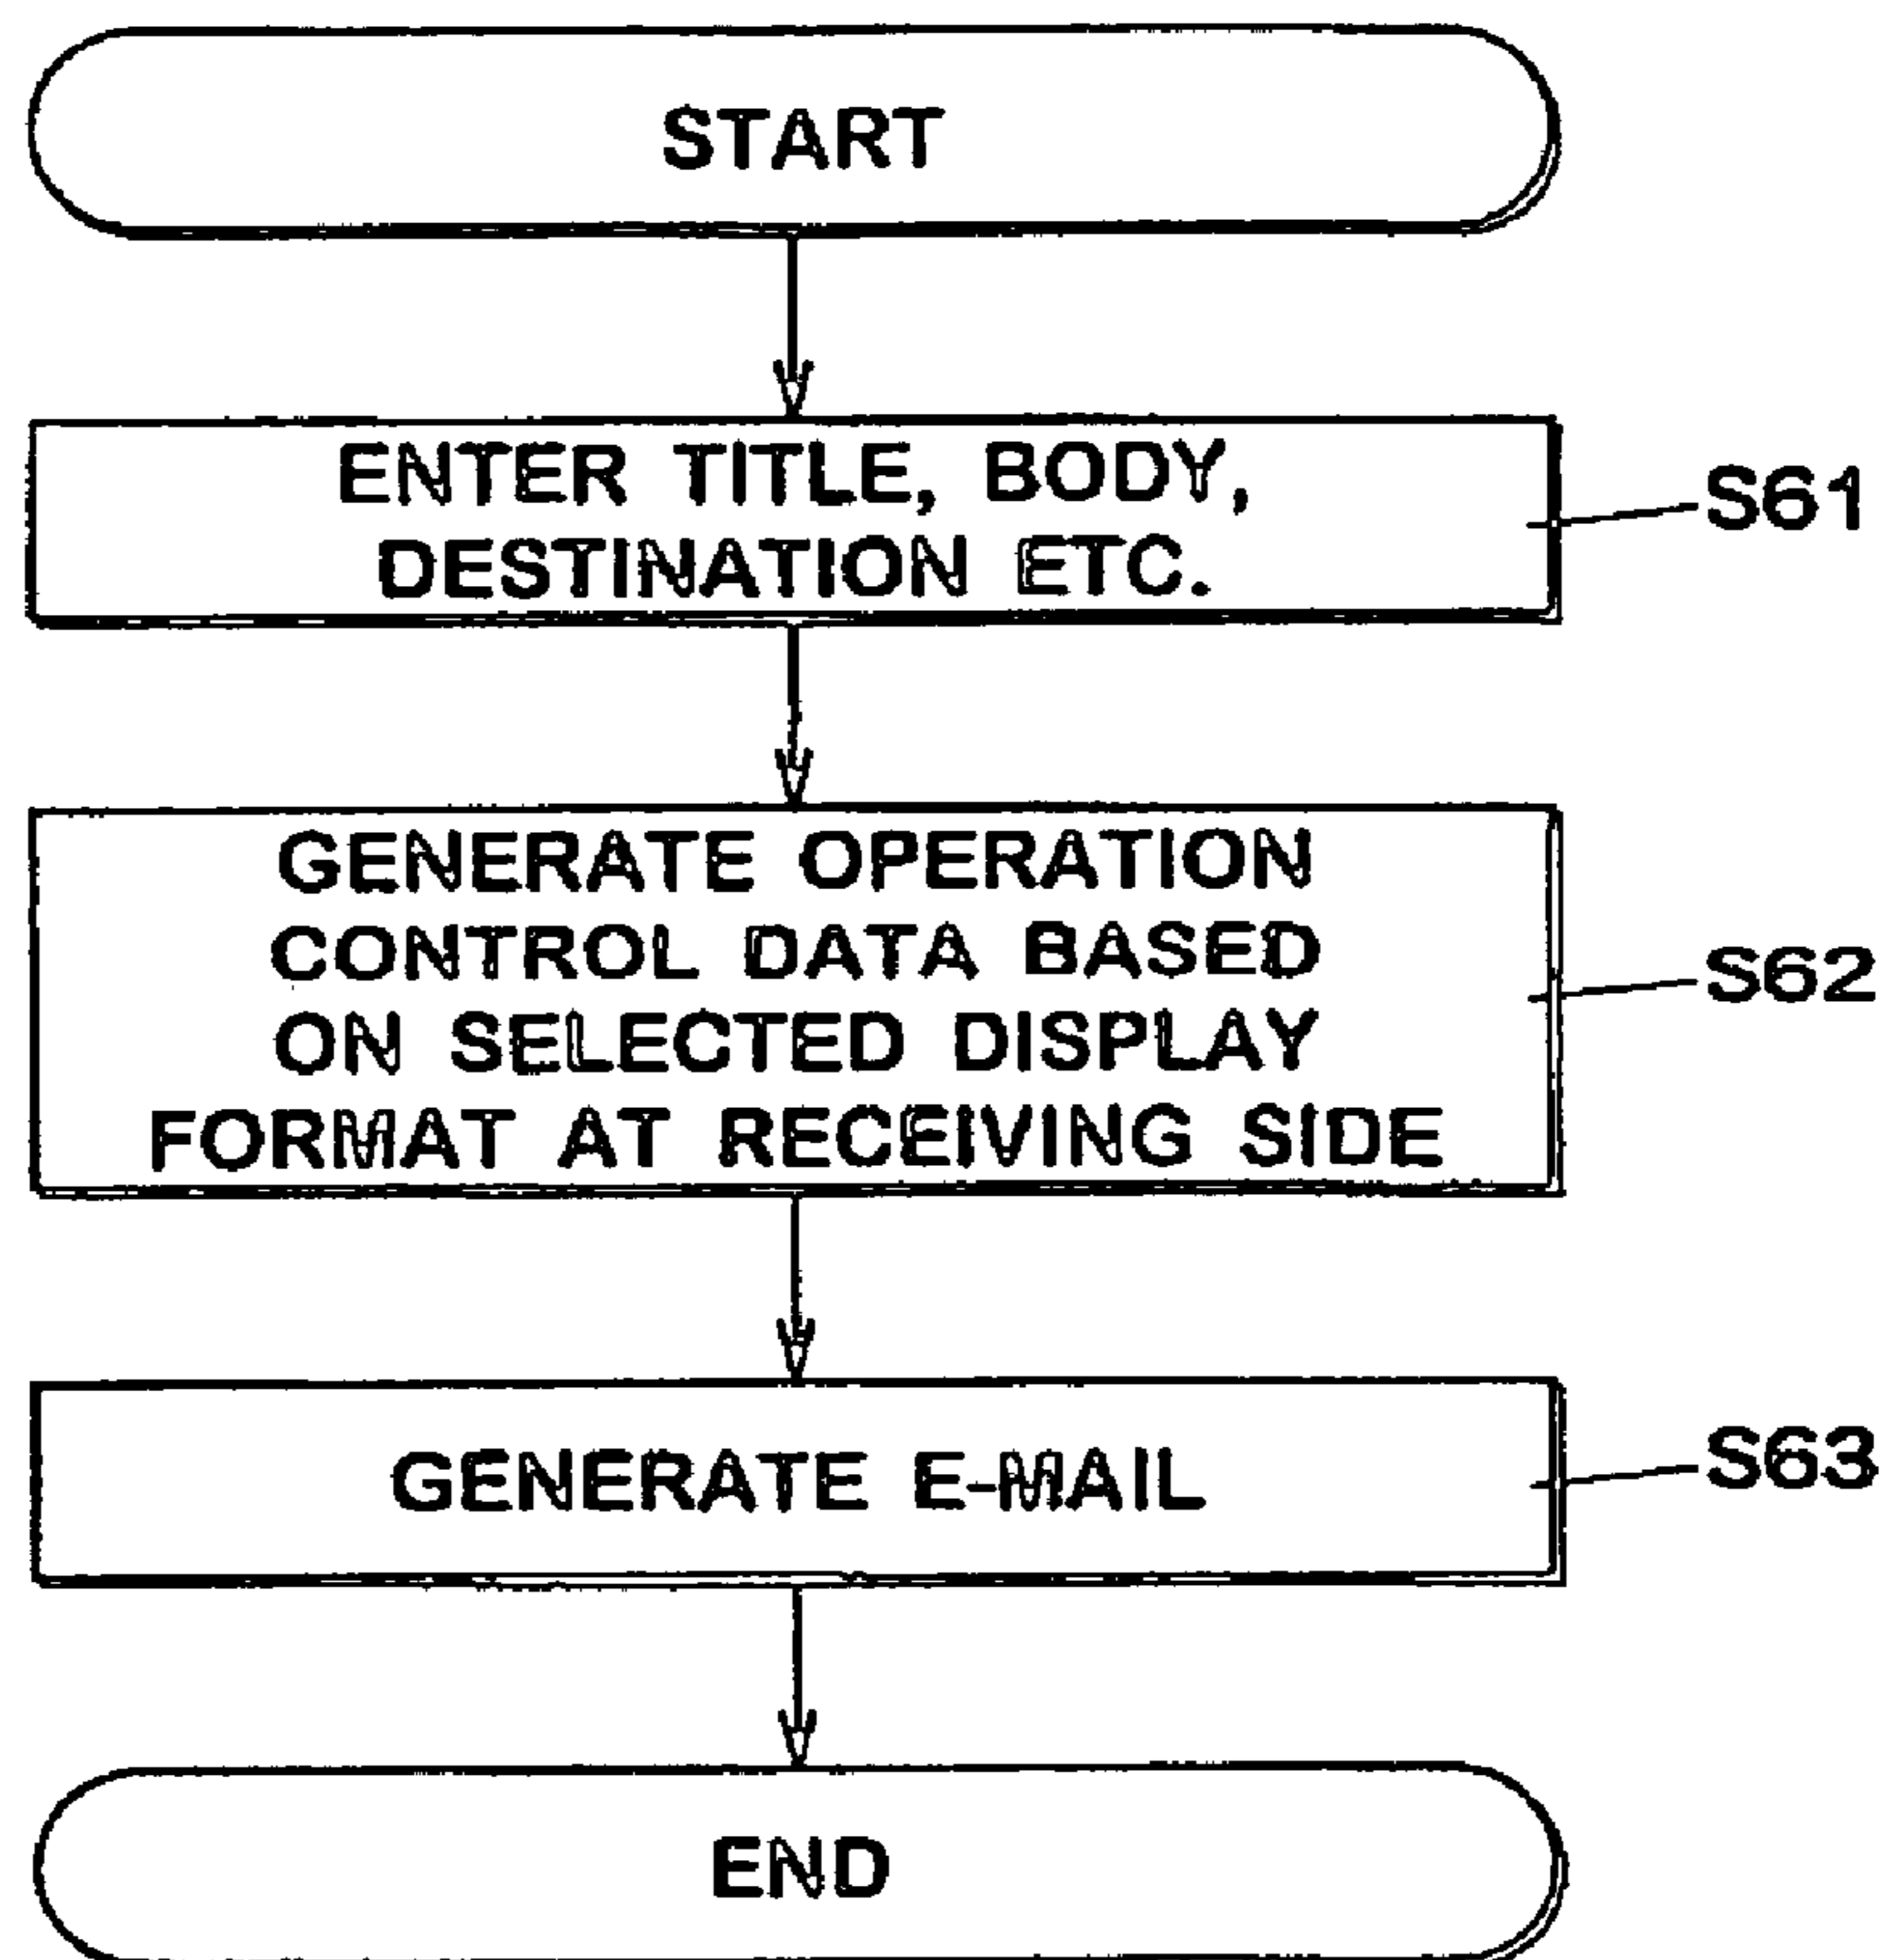 START
ENTER TITLE, BODY,
DESTINATION ETC.
S61
GENERATE OPERATION
CONTROL DATA BASED
ON SELECTED DISPLAY
FORMAT AT RECEIVING SIDE
S62
GENERATE E-MAIL
S63
END